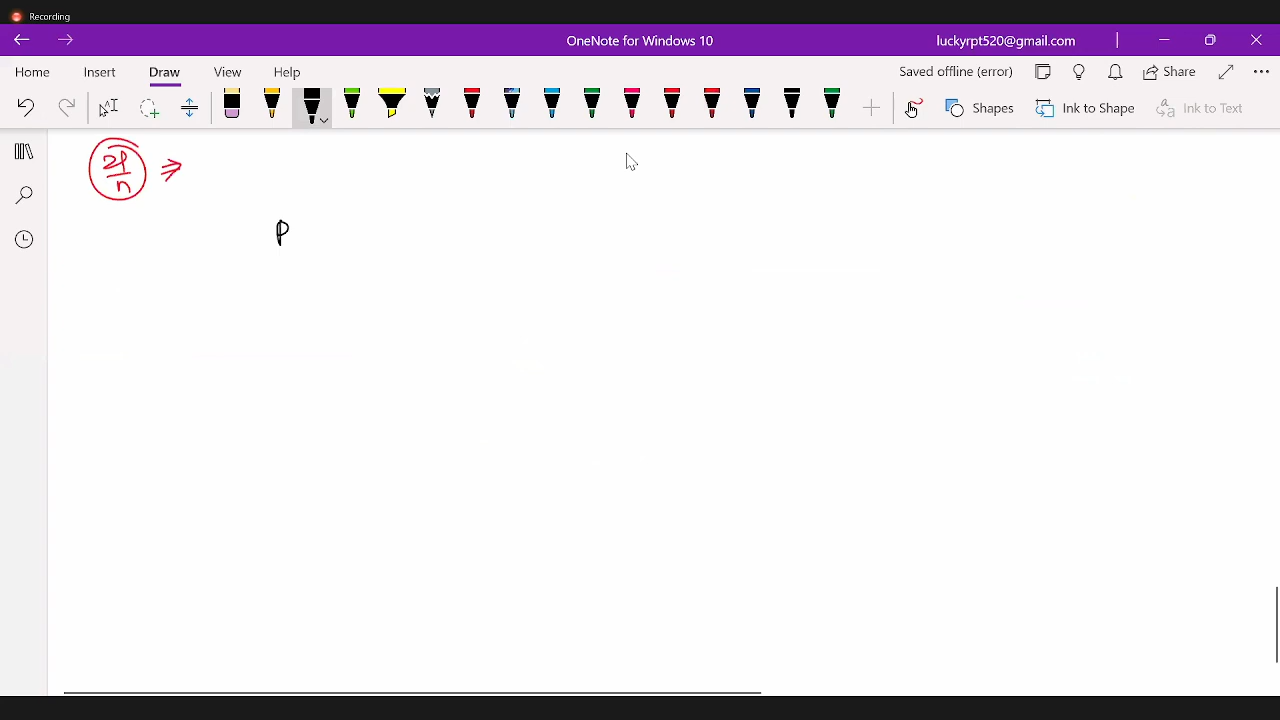 Recording
OneNote for Windows 10
luckyrpt520@gmail.com
Home Insert Draw View Help
Saved offline (error)
Share
Shapes
Ink to Shape
Ink to Text
n ⇒
P